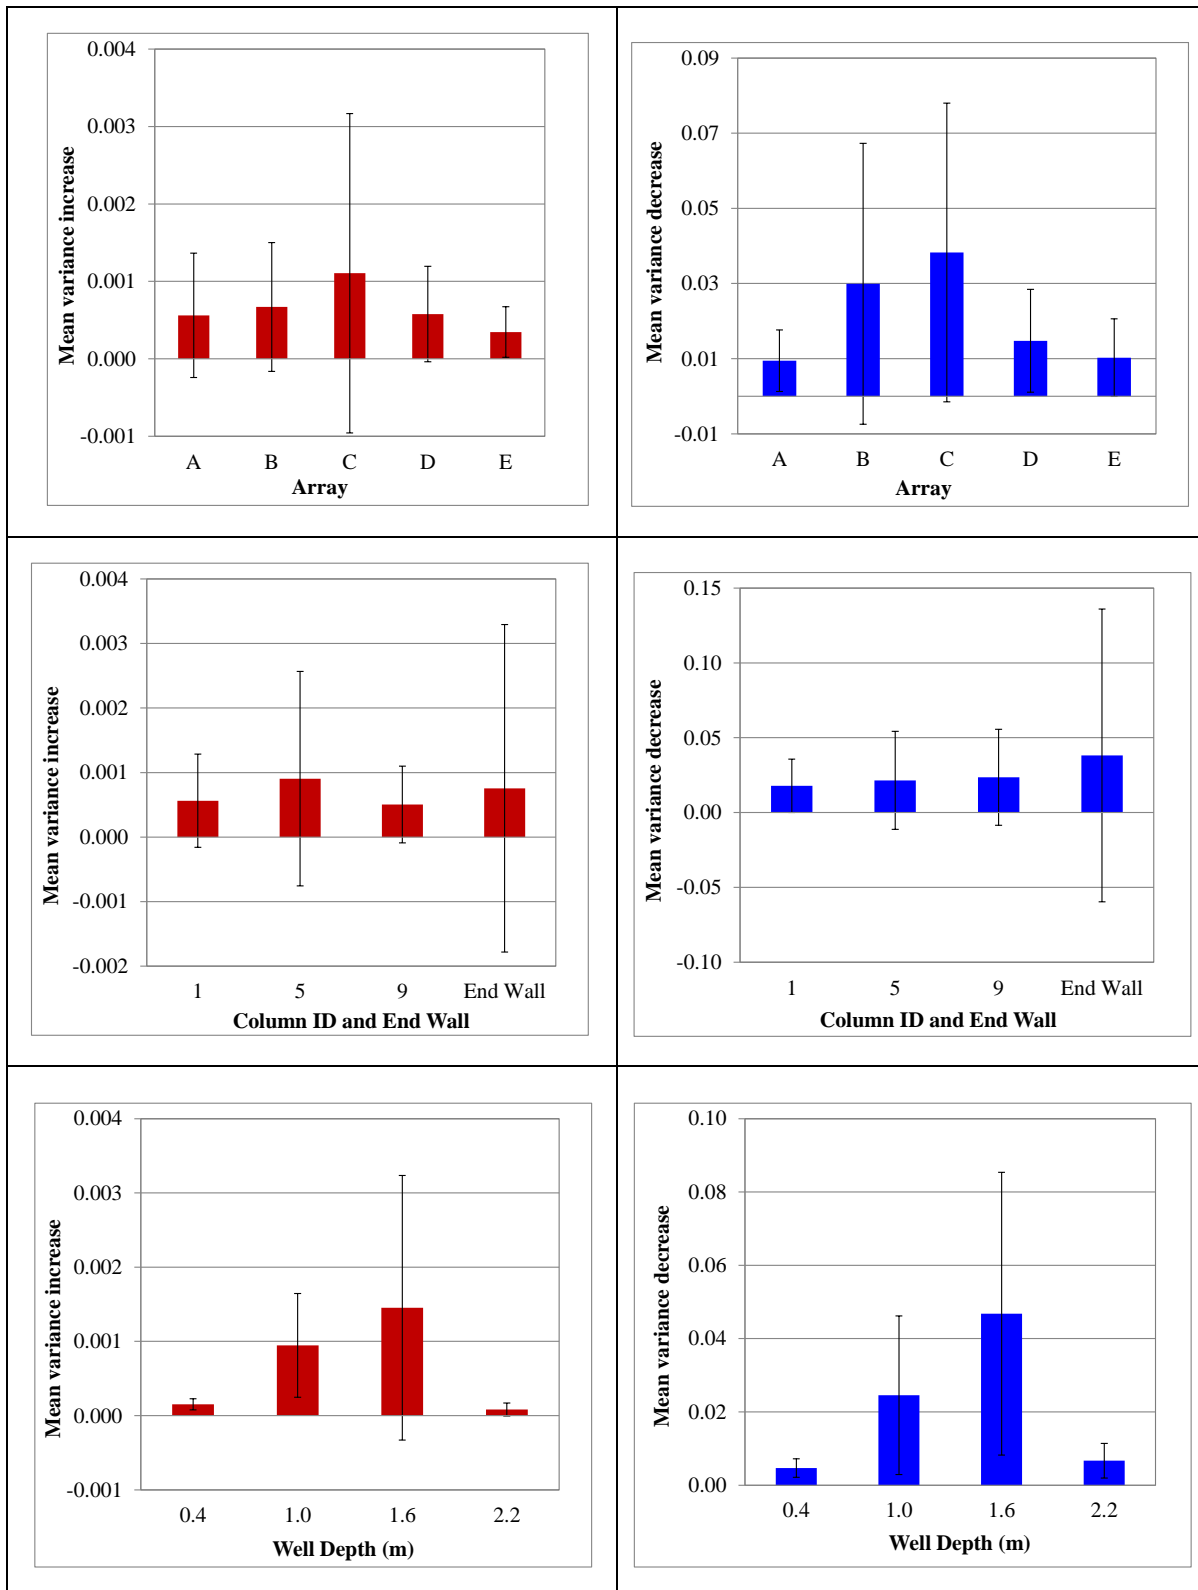 0.004
0.003
0.002
0.001
0.000
-0.001
Mean variance increase
A B C D E
Array
0.09
0.07
0.05
0.03
0.01
-0.01
Mean variance decrease
A B C D E
Array
0.004
0.003
0.002
0.001
0.000
-0.001
-0.002
Mean variance increase
1 5 9 End Wall
Column ID and End Wall
0.15
0.10
0.05
0.00
-0.05
-0.10
Mean variance decrease
1 5 9 End Wall
Column ID and End Wall
0.004
0.003
0.002
0.001
0.000
-0.001
Mean variance increase
0.4 1.0 1.6 2.2
Well Depth (m)
0.10
0.08
0.06
0.04
0.02
0.00
Mean variance decrease
0.4 1.0 1.6 2.2
Well Depth (m)